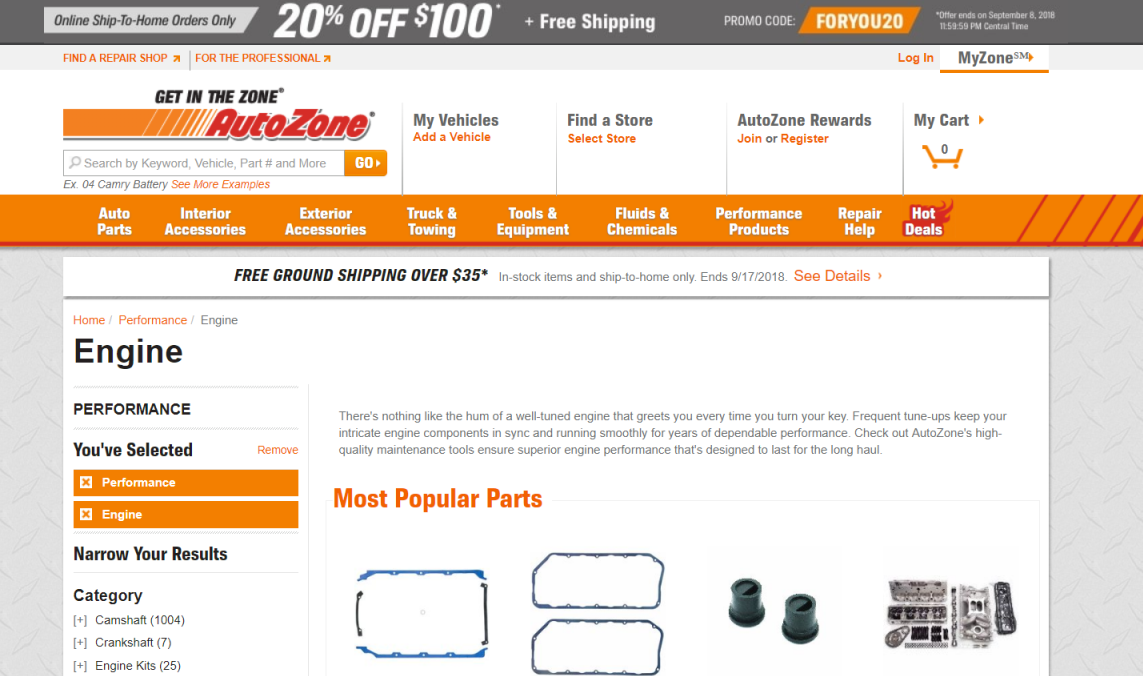 Online Ship-To-Home Orders Only
20% OFF $100*
+ Free Shipping
PROMO CODE: FORYOU20
*Offer ends on September 8, 2018
11:59:59 PM Central Time
FIND A REPAIR SHOP
FOR THE PROFESSIONAL
Log In
MyZone℠
GET IN THE ZONE®
AutoZone®
Search by Keyword, Vehicle, Part # and More
GO
Ex. 04 Camry Battery See More Examples
My Vehicles
Add a Vehicle
Find a Store
Select Store
AutoZone Rewards
Join or Register
My Cart
0
Auto Parts
Interior Accessories
Exterior Accessories
Truck & Towing
Tools & Equipment
Fluids & Chemicals
Performance Products
Repair Help
Hot Deals
FREE GROUND SHIPPING OVER $35* In-stock items and ship-to-home only. Ends 9/17/2018. See Details ›
Home / Performance / Engine
Engine
PERFORMANCE
You've Selected
Remove
Performance
Engine
Narrow Your Results
Category
[+] Camshaft (1004)
[+] Crankshaft (7)
[+] Engine Kits (25)
There's nothing like the hum of a well-tuned engine that greets you every time you turn your key. Frequent tune-ups keep your
intricate engine components in sync and running smoothly for years of dependable performance. Check out AutoZone's high-
quality maintenance tools ensure superior engine performance that's designed to last for the long haul.
Most Popular Parts